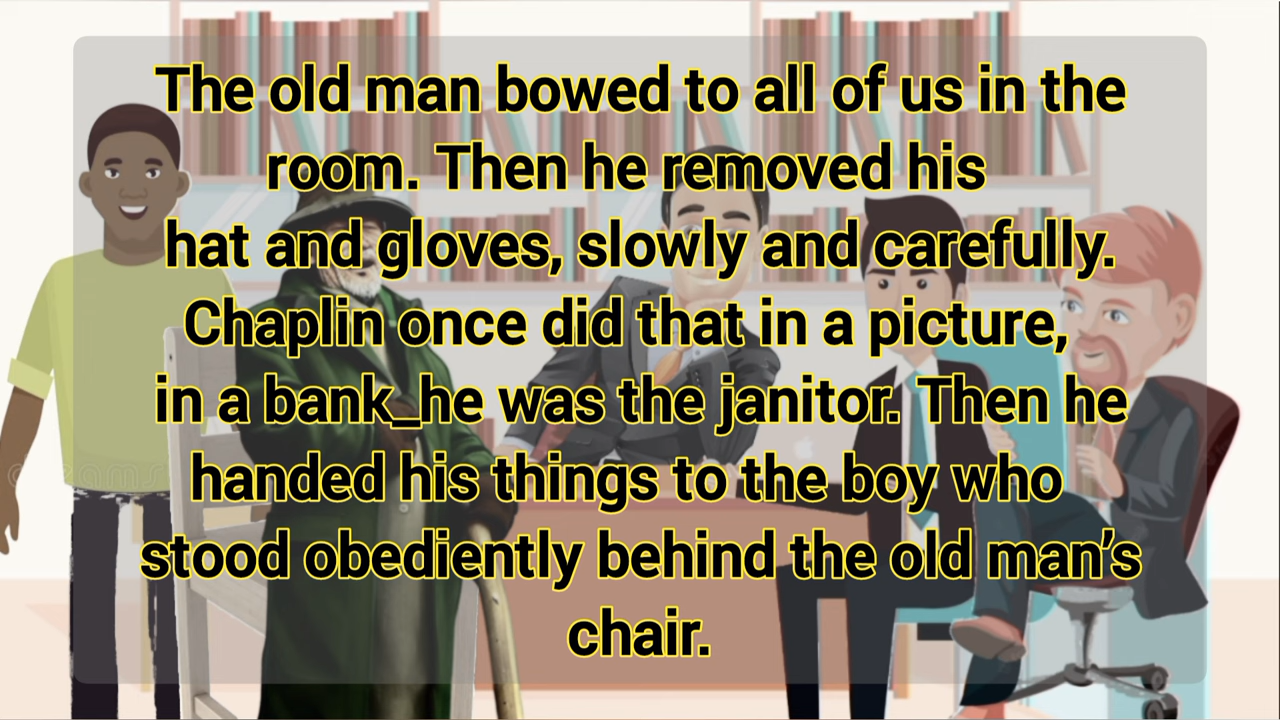 The old man bowed to all of us in the
room. Then he removed his
hat and gloves, slowly and carefully.
Chaplin once did that in a picture,
in a bank_he was the janitor. Then he
handed his things to the boy who
stood obediently behind the old man's
chair.